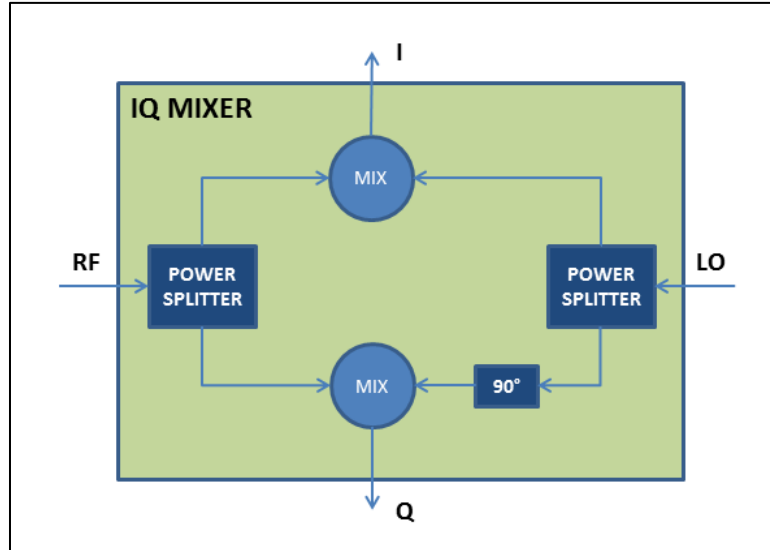 I
IQ MIXER
MIX
RF
POWER
SPLITTER
POWER
SPLITTER
LO
MIX
90°
Q